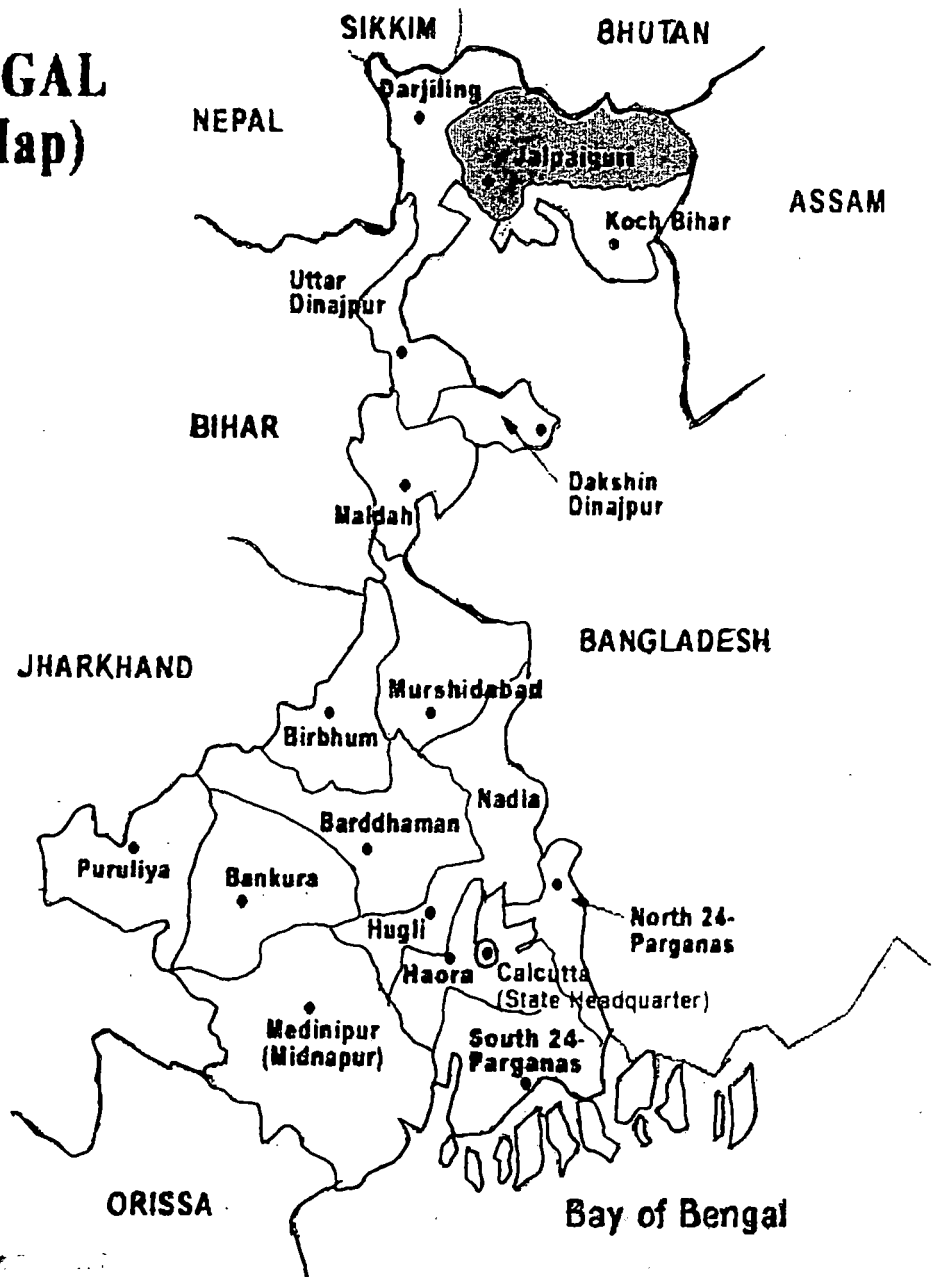 SIKKIM
BHUTAN
GAL
NEPAL
Darjiling
Jalpaiguri
ASSAM
Koch Bihar
Uttar
Dinajpur
BIHAR
Dakshin
Dinajpur
Maldah
BANGLADESH
JHARKHAND
Murshidabad
Birbhum
Nadia
Barddhaman
Puruliya
Bankura
Hugli
North 24-
Parganas
Haora
Calcutta
(State Headquarter)
Medinipur
(Midnapur)
South 24-
Parganas
ORISSA
Bay of Bengal